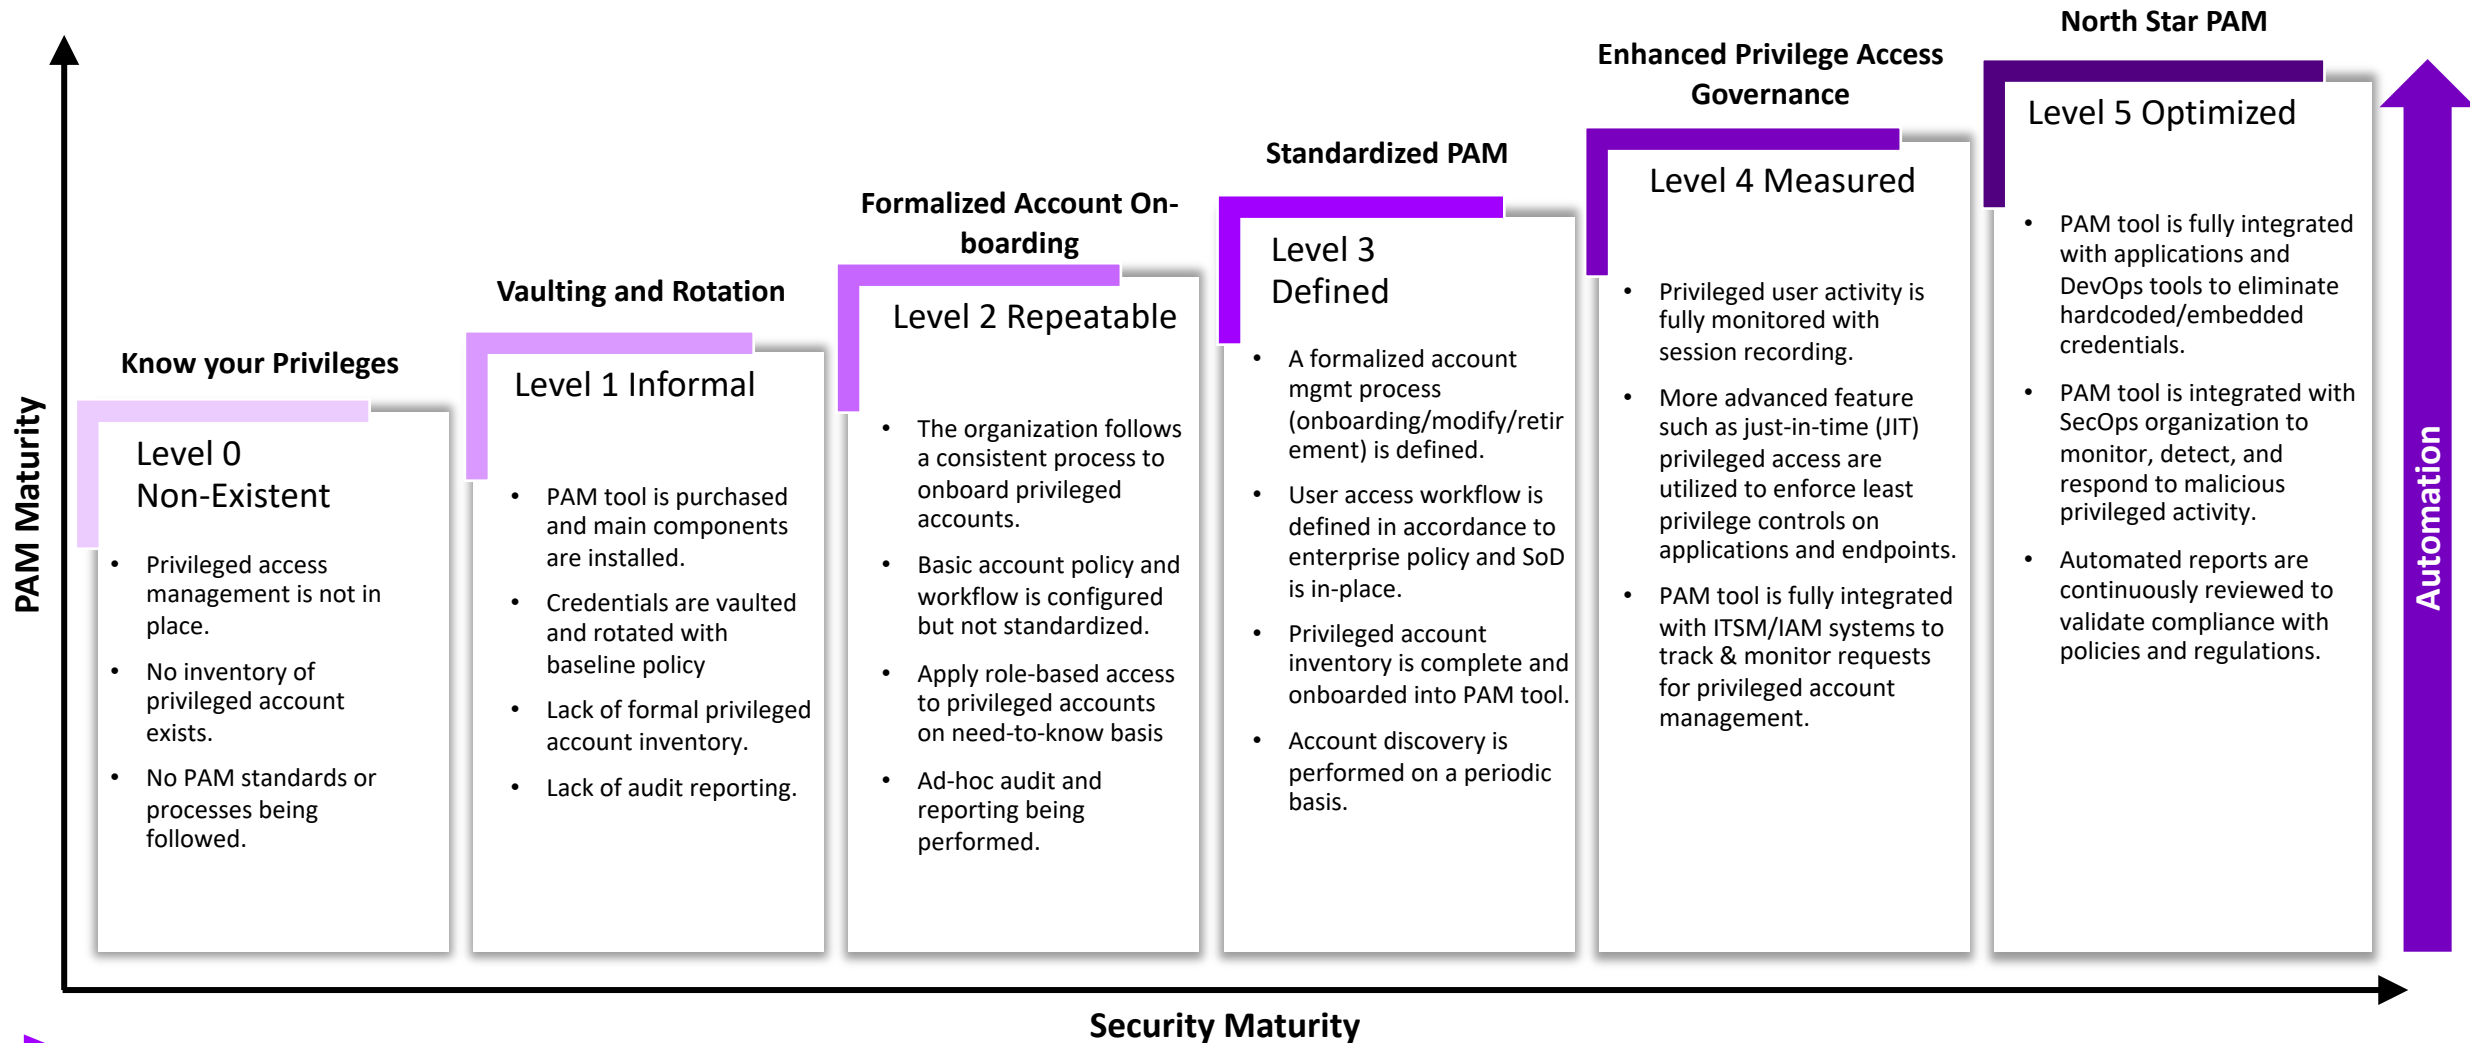 PAM Maturity
Know your Privileges
Level 0
Non-Existent
• Privileged access
management is not in
place.
• No inventory of
privileged account
exists.
• No PAM standards or
processes being
followed.
Vaulting and Rotation
Level 1 Informal
• PAM tool is purchased
and main components
are installed.
• Credentials are vaulted
and rotated with
baseline policy
• Lack of formal privileged
account inventory.
• Lack of audit reporting.
Formalized Account On-
boarding
Level 2 Repeatable
• The organization follows
a consistent process to
onboard privileged
accounts.
• Basic account policy and
workflow is configured
but not standardized.
• Apply role-based access
to privileged accounts
on need-to-know basis
• Ad-hoc audit and
reporting being
performed.
Standardized PAM
Level 3
Defined
• A formalized account
mgmt process
(onboarding/modify/retir
ement) is defined.
• User access workflow is
defined in accordance to
enterprise policy and SoD
is in-place.
• Privileged account
inventory is complete and
onboarded into PAM tool.
• Account discovery is
performed on a periodic
basis.
Enhanced Privilege Access
Governance
Level 4 Measured
• Privileged user activity is
fully monitored with
session recording.
• More advanced feature
such as just-in-time (JIT)
privileged access are
utilized to enforce least
privilege controls on
applications and endpoints.
• PAM tool is fully integrated
with ITSM/IAM systems to
track & monitor requests
for privileged account
management.
North Star PAM
Level 5 Optimized
• PAM tool is fully integrated
with applications and
DevOps tools to eliminate
hardcoded/embedded
credentials.
• PAM tool is integrated with
SecOps organization to
monitor, detect, and
respond to malicious
privileged activity.
• Automated reports are
continuously reviewed to
validate compliance with
policies and regulations.
Automation
Security Maturity